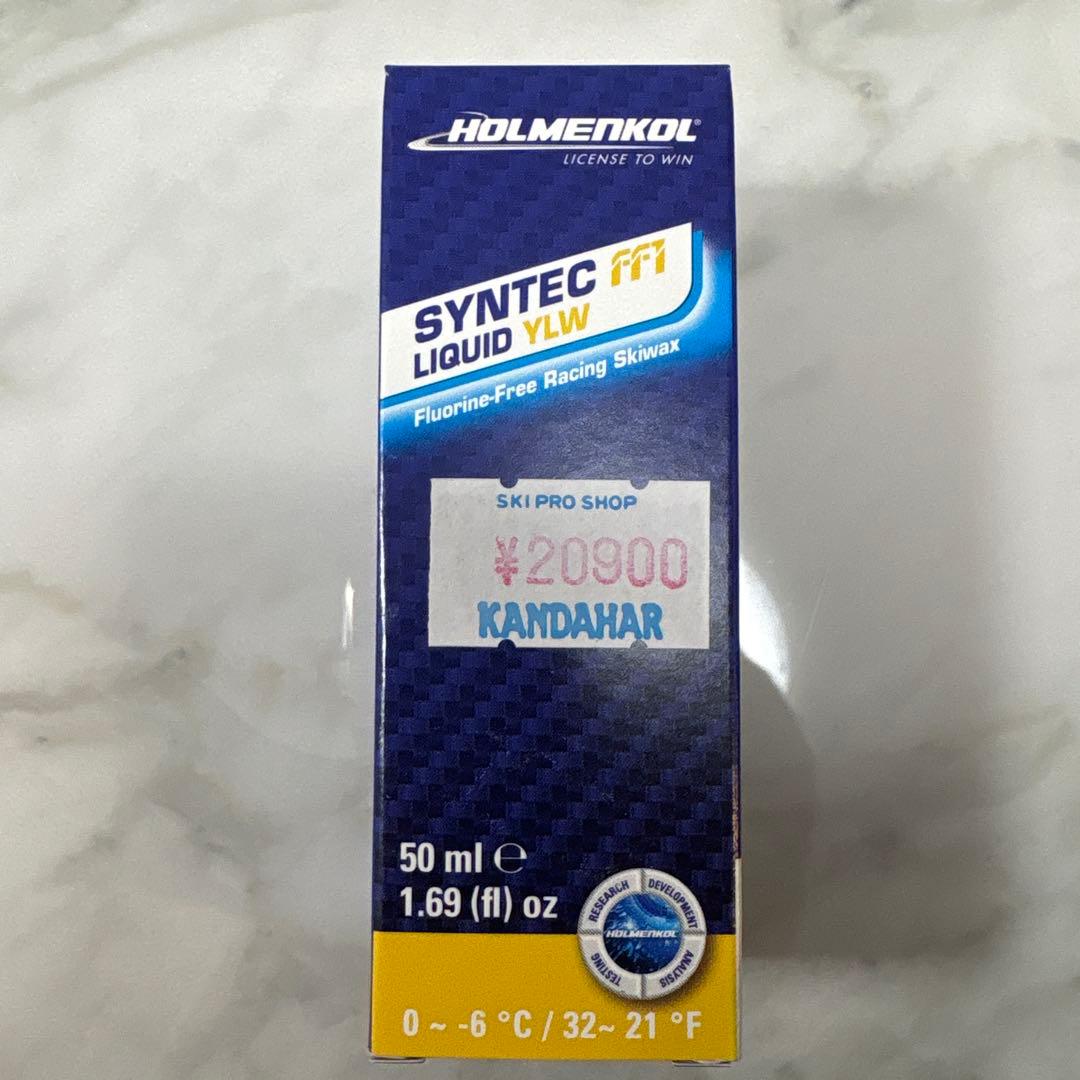 HOLMENKOL®
LICENSE TO WIN
SYNTEC FF1
LIQUID YLW
Fluorine-Free Racing Skiwax
SKI PRO SHOP
¥20900
KANDAHAR
50 ml ℮
1.69 (fl) oz
RESEARCH
DEVELOPMENT
HOLMENKOL
TESTING
ANALYSIS
0 ~ -6 °C / 32~ 21 °F